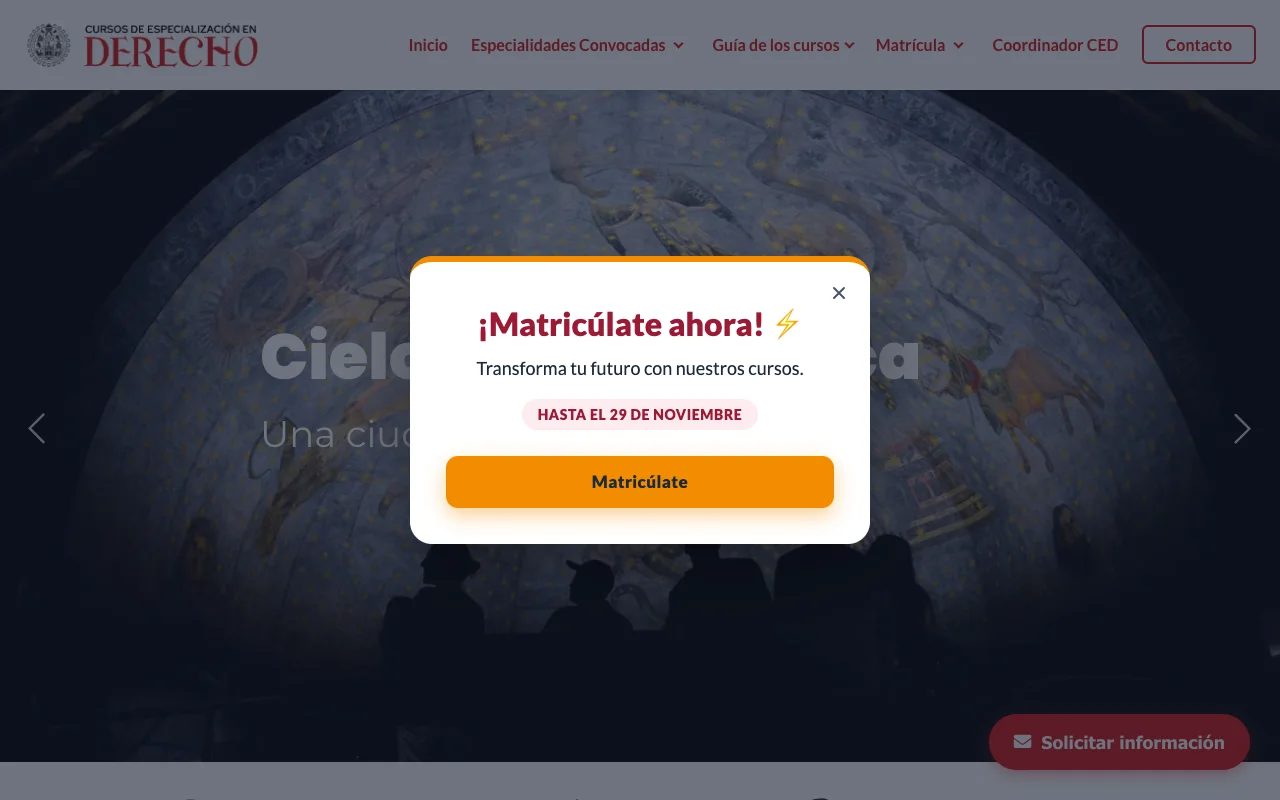 CURSOS DE ESPECIALIZACIÓN EN
DERECHO
Inicio
Especialidades Convocadas
Guía de los cursos
Matrícula
Coordinador CED
Contacto
¡Matricúlate ahora! ⚡
Transforma tu futuro con nuestros cursos.
HASTA EL 29 DE NOVIEMBRE
Matricúlate
Una
Solicitar información